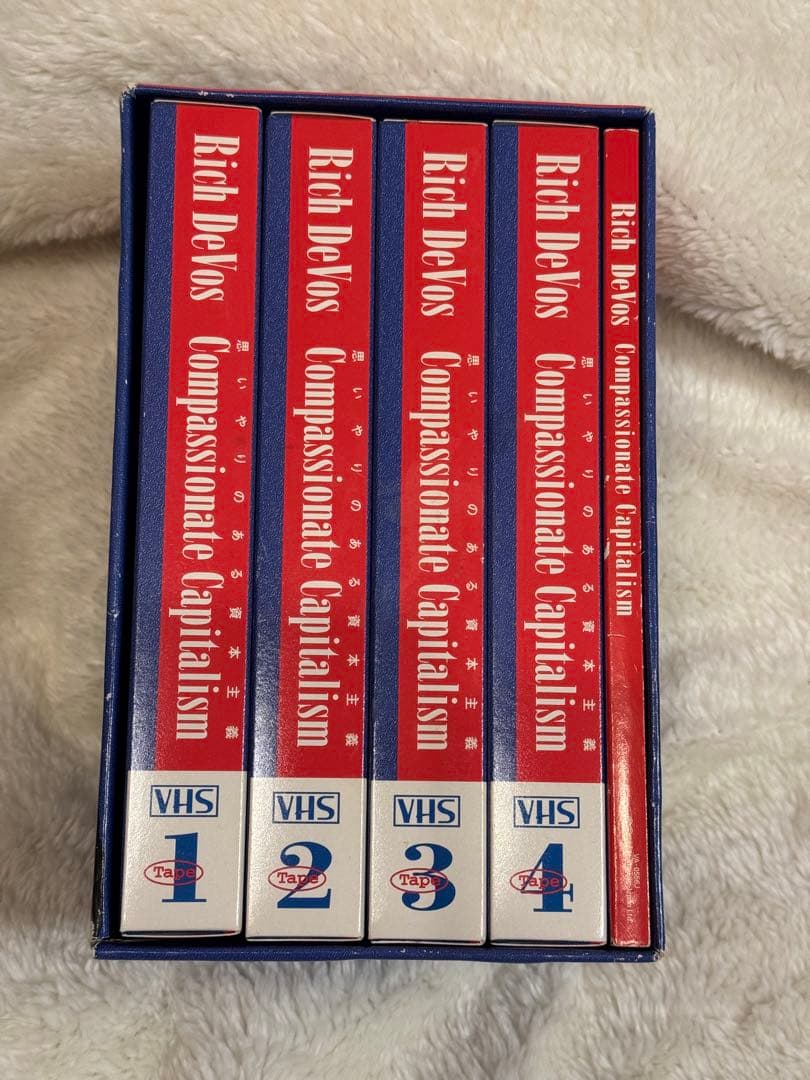 Rich DeVos
思いやりのある資本主義
Compassionate Capitalism
VHS
Tape 1
Rich DeVos
思いやりのある資本主義
Compassionate Capitalism
VHS
Tape 2
Rich DeVos
思いやりのある資本主義
Compassionate Capitalism
VHS
Tape 3
Rich DeVos
思いやりのある資本主義
Compassionate Capitalism
VHS
Tape 4
Rich DeVos Compassionate Capitalism